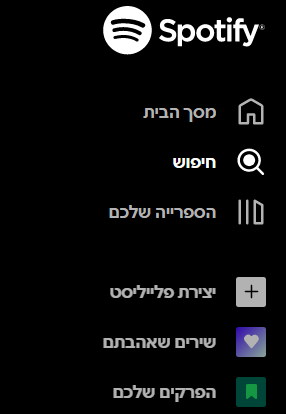 Spotify®
מסך הבית
חיפוש
הספרייה שלכם
יצירת פלייליסט
שירים שאהבתם
הפרקים שלכם